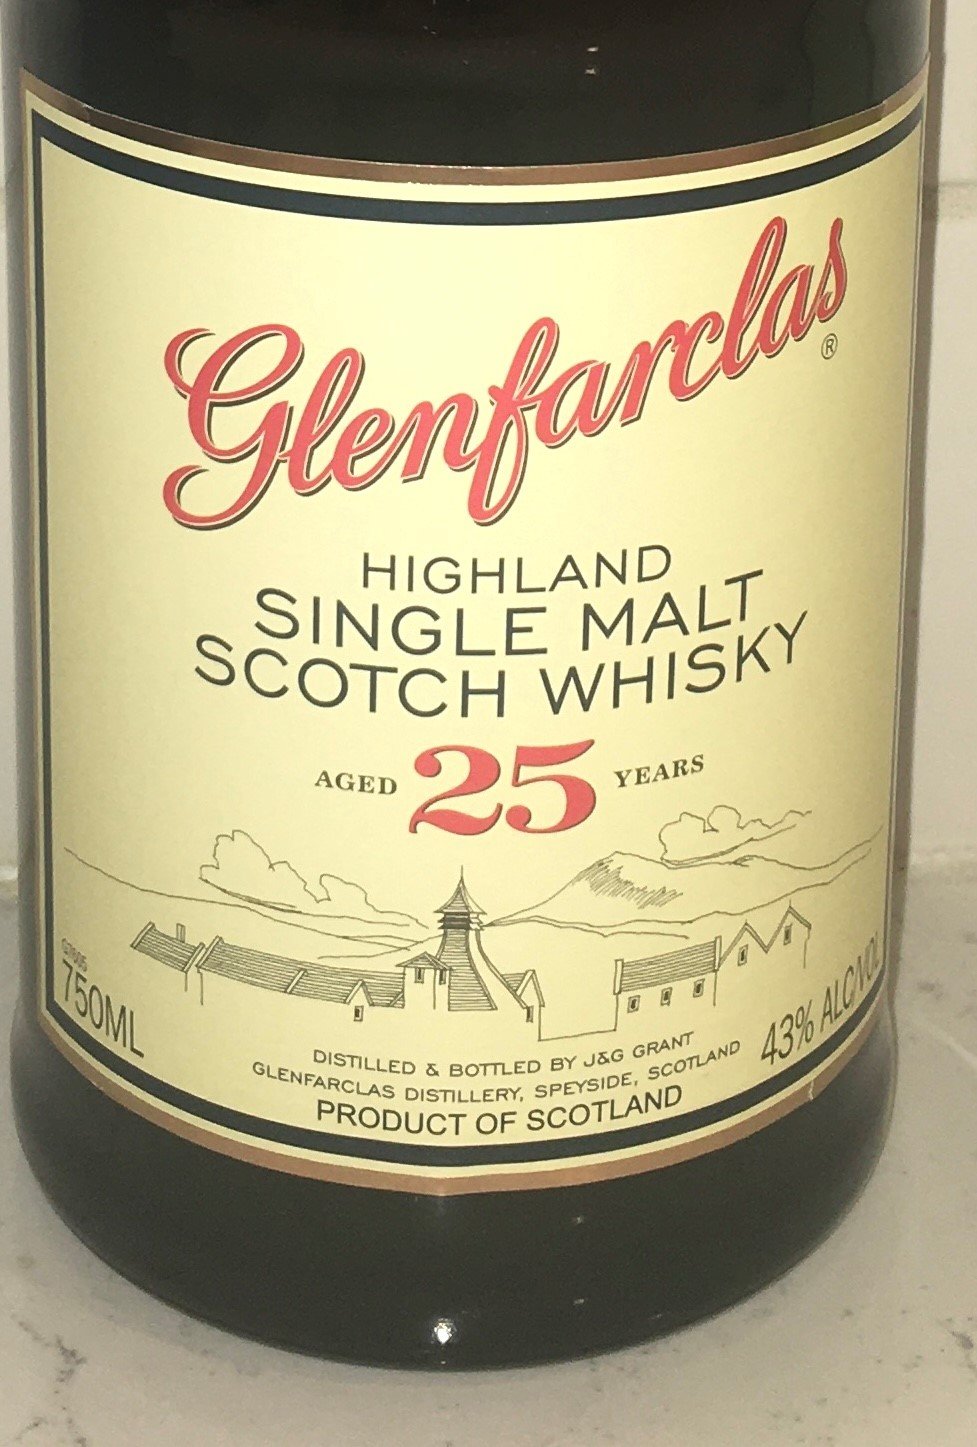 Glenfarclas®
HIGHLAND
SINGLE MALT
SCOTCH WHISKY
AGED 25 YEARS
750ML
43% ALC/VOL
DISTILLED & BOTTLED BY J&G GRANT
GLENFARCLAS DISTILLERY, SPEYSIDE, SCOTLAND
PRODUCT OF SCOTLAND